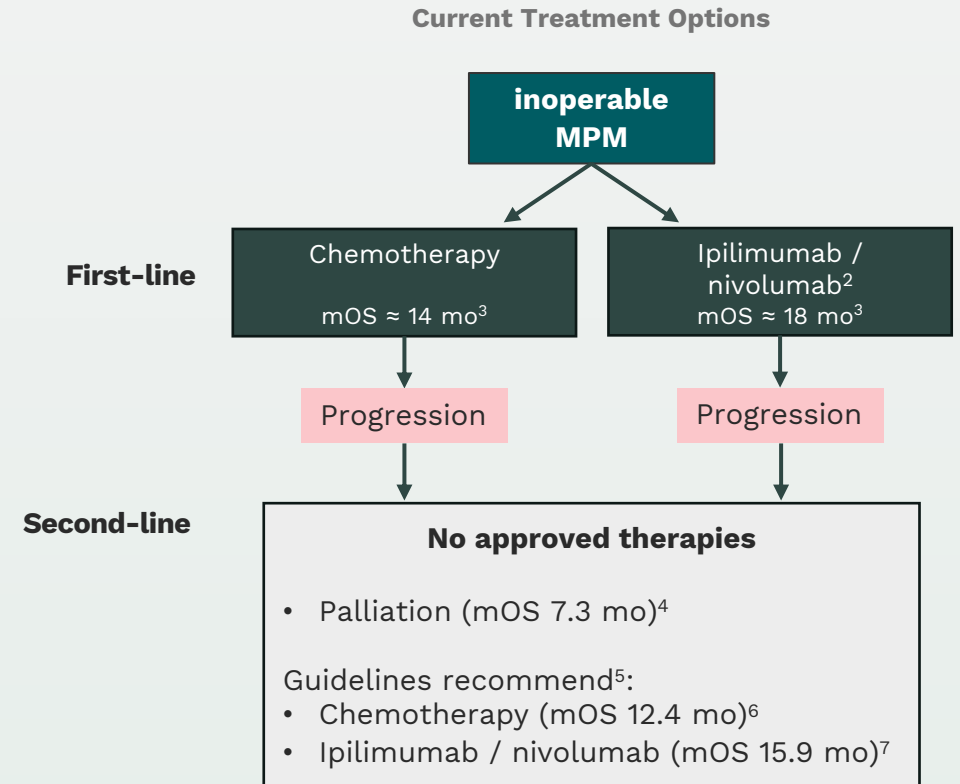 Current Treatment Options
inoperable
MPM
First-line
Chemotherapy
mOS ≈ 14 mo³
Ipilimumab /
nivolumab²
mOS ≈ 18 mo³
Progression
Progression
Second-line
No approved therapies
• Palliation (mOS 7.3 mo)⁴
Guidelines recommend⁵:
• Chemotherapy (mOS 12.4 mo)⁶
• Ipilimumab / nivolumab (mOS 15.9 mo)⁷